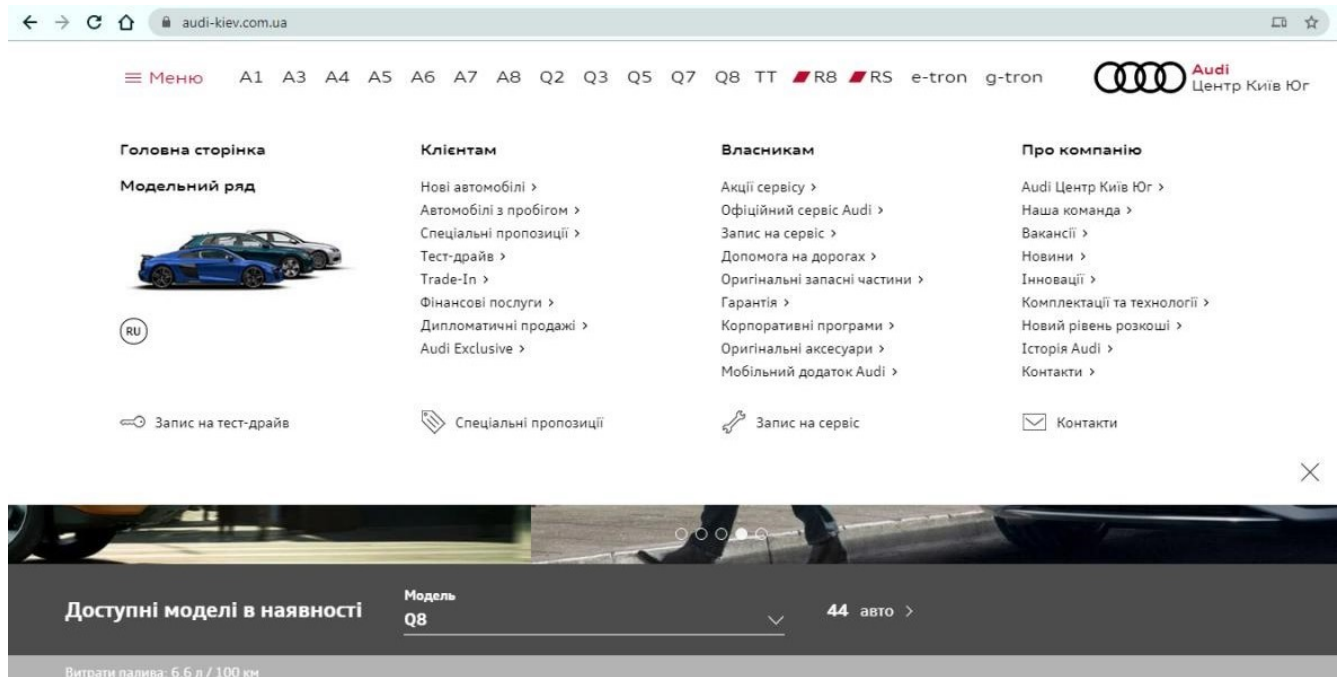 audi-kiev.com.ua
Меню A1 A3 A4 A5 A6 A7 A8 Q2 Q3 Q5 Q7 Q8 TT R8 RS e-tron g-tron
Audi
Центр Київ Юг
Головна сторінка
Модельний ряд
RU
Клієнтам
Нові автомобілі >
Автомобілі з пробігом >
Спеціальні пропозиції >
Тест-драйв >
Trade-In >
Фінансові послуги >
Дипломатичні продажі >
Audi Exclusive >
Власникам
Акції сервісу >
Офіційний сервіс Audi >
Запис на сервіс >
Допомога на дорогах >
Оригінальні запасні частини >
Гарантія >
Корпоративні програми >
Оригінальні аксесуари >
Мобільний додаток Audi >
Про компанію
Audi Центр Київ Юг >
Наша команда >
Вакансії >
Новини >
Інновації >
Комплектації та технології >
Новий рівень розкоші >
Історія Audi >
Контакти >
Запис на тест-драйв
Спеціальні пропозиції
Запис на сервіс
Контакти
Доступні моделі в наявності
Модель
Q8
44 авто >
Витрати палива: 6,6 л / 100 км